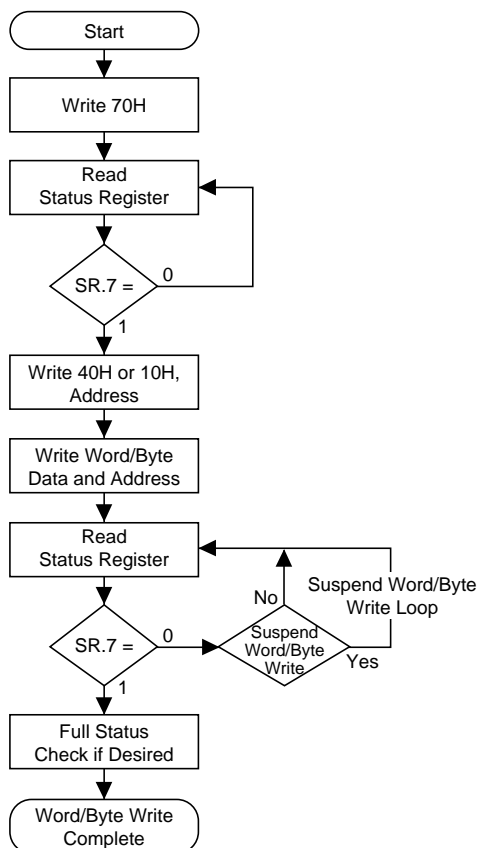 Start
Write 70H
Read
Status Register
SR.7 =
0
1
Write 40H or 10H,
Address
Write Word/Byte
Data and Address
Read
Status Register
Suspend Word/Byte
Write Loop
No
SR.7 =
0
Suspend
Word/Byte
Write
Yes
1
Full Status
Check if Desired
Word/Byte Write
Complete